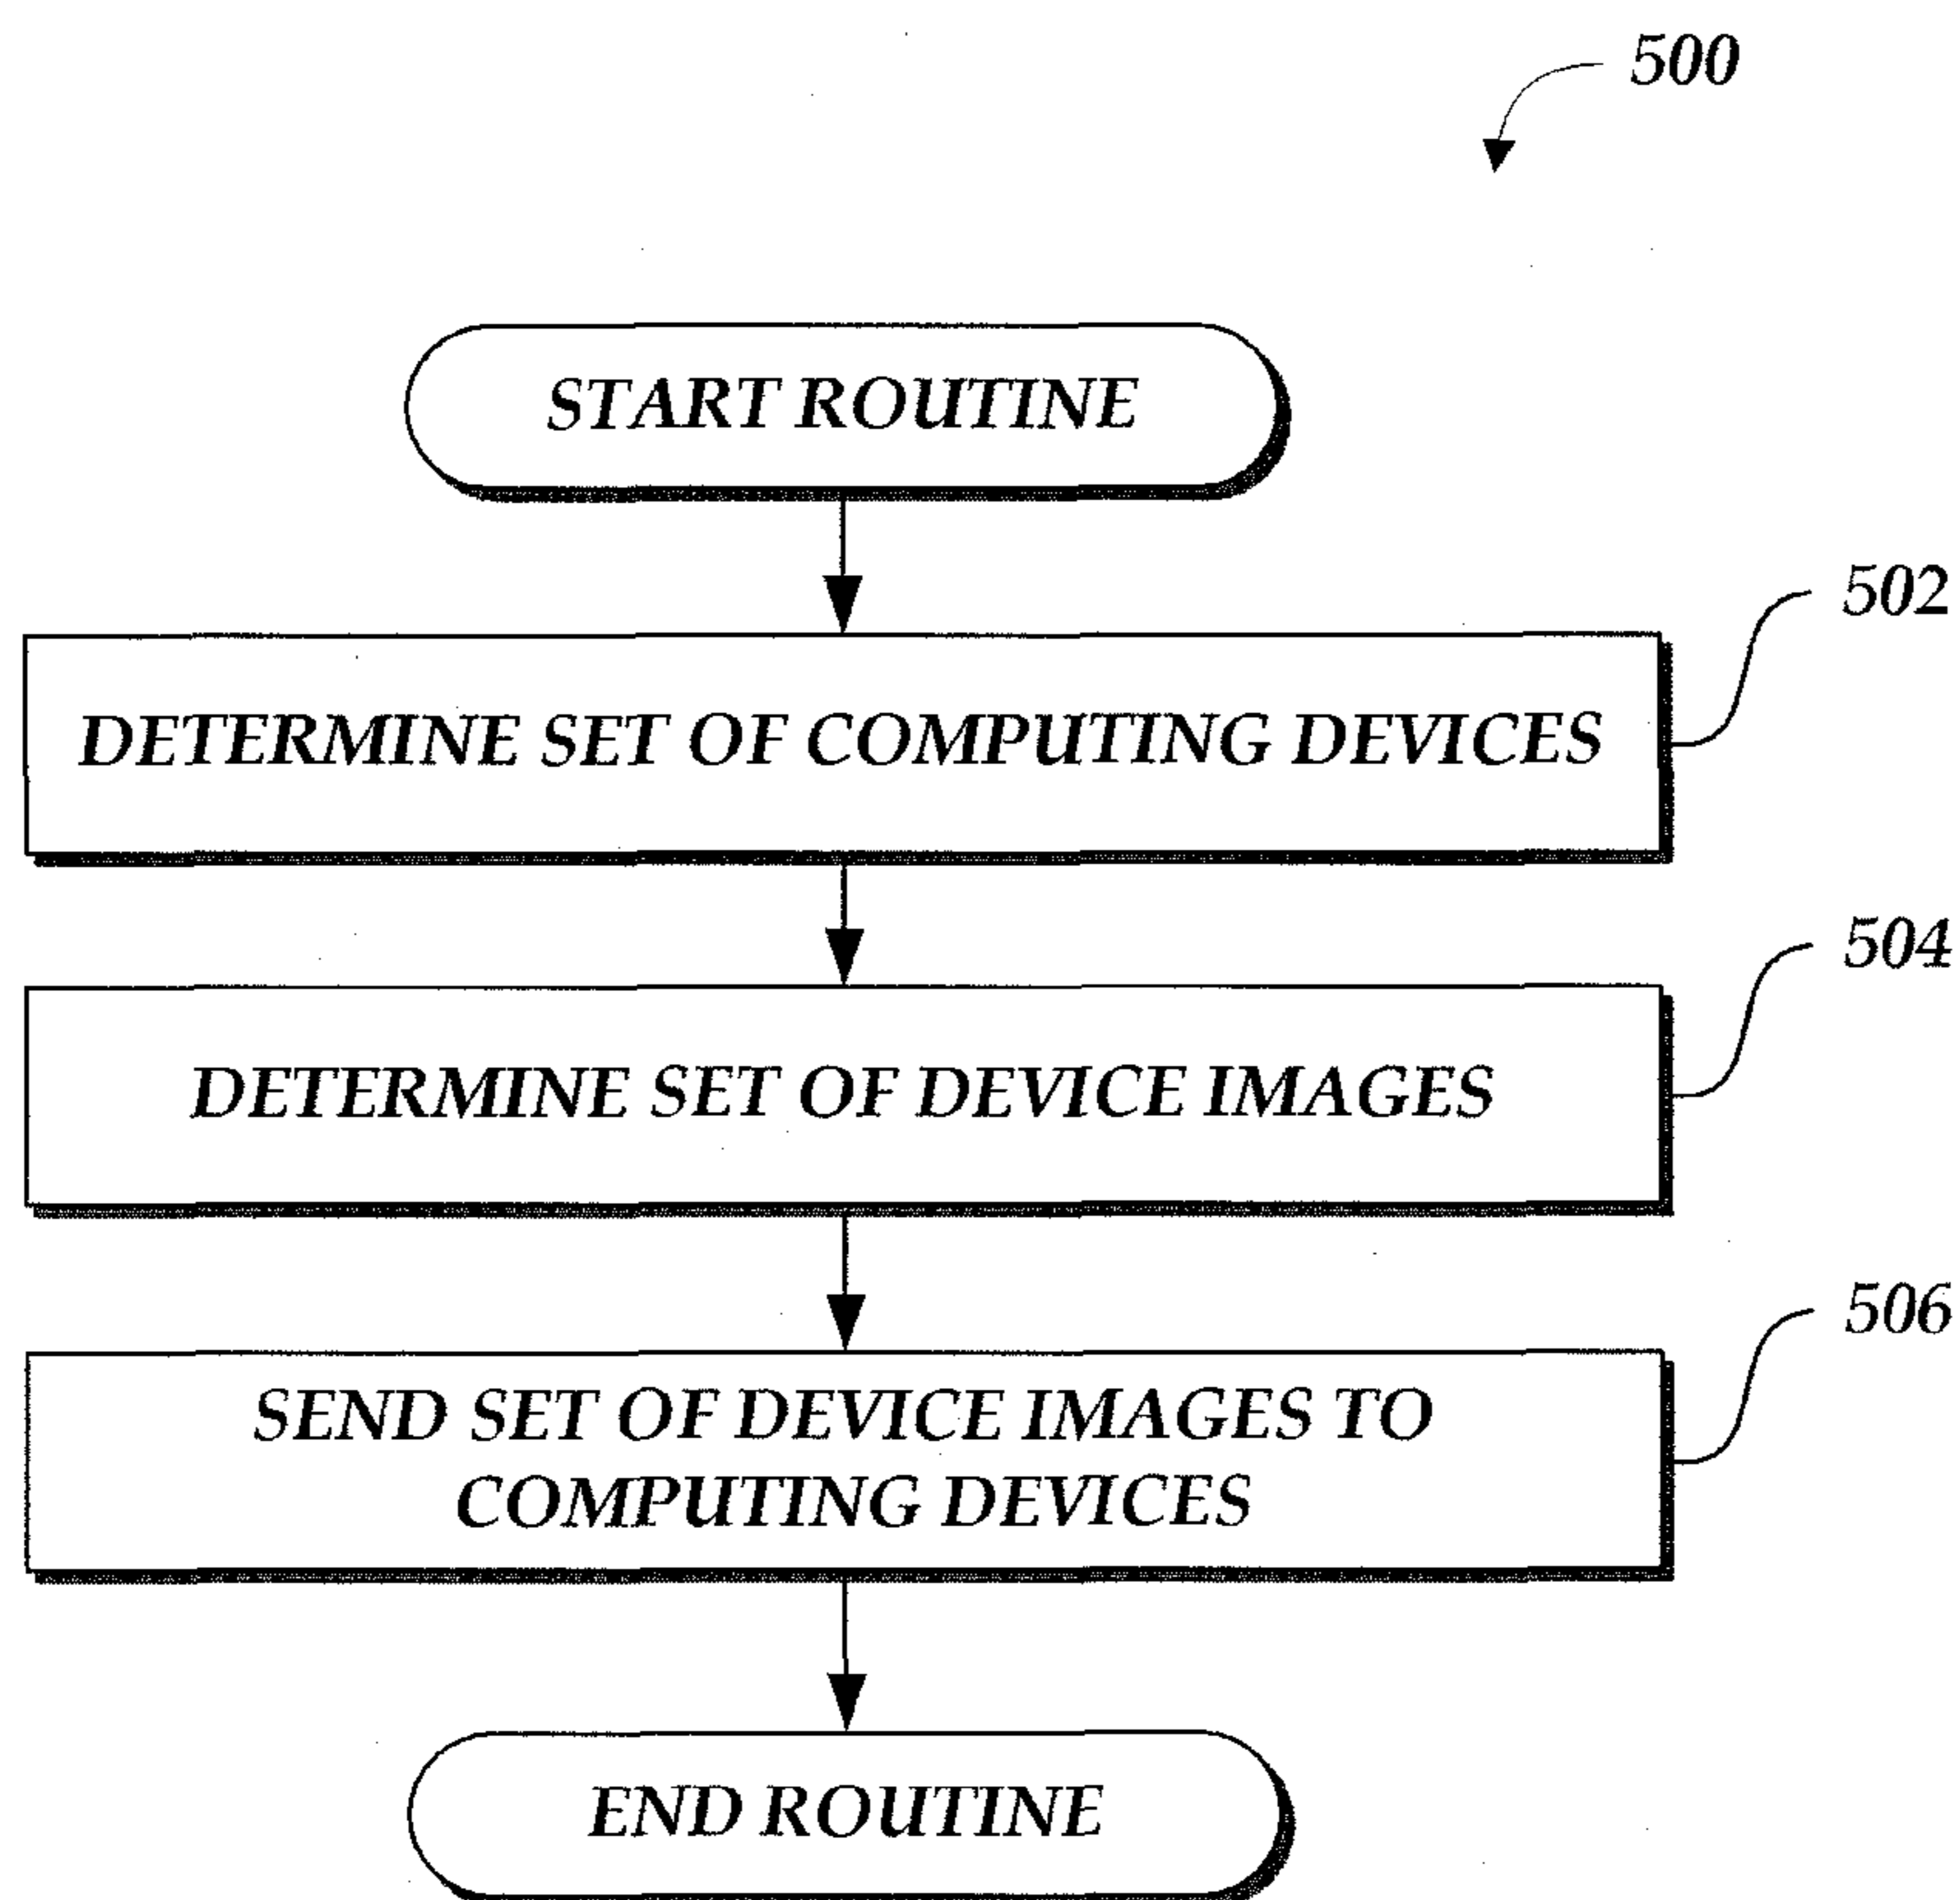 500
START ROUTINE
502
DETERMINE SET OF COMPUTING DEVICES
504
DETERMINE SET OF DEVICE IMAGES
506
SEND SET OF DEVICE IMAGES TO
COMPUTING DEVICES
END ROUTINE